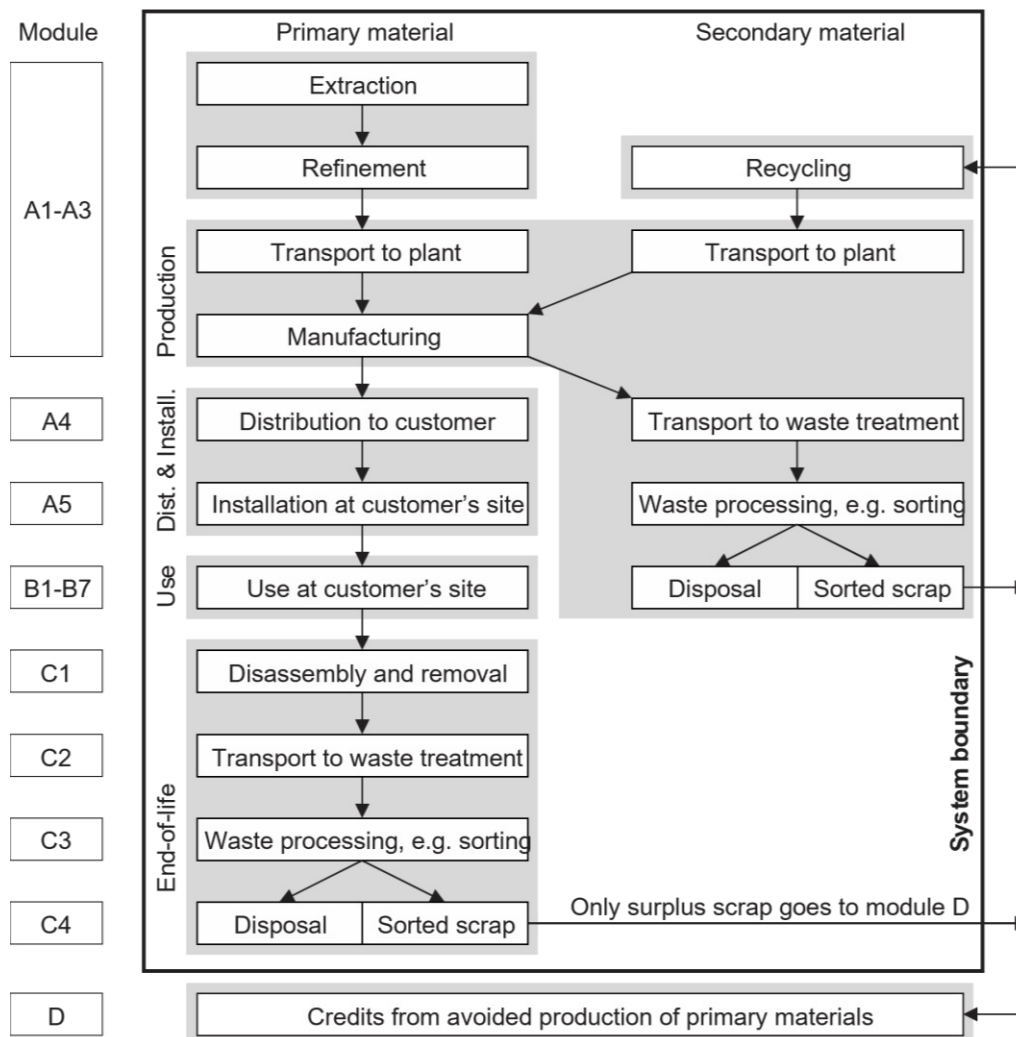 Module
Primary material
Secondary material
A1-A3
Extraction
Refinement
Recycling
Production
Transport to plant
Transport to plant
Manufacturing
A4
Dist. & Install.
Distribution to customer
Transport to waste treatment
A5
Installation at customer's site
Waste processing, e.g. sorting
B1-B7
Use
Use at customer's site
Disposal
Sorted scrap
C1
Disassembly and removal
System boundary
C2
End-of-life
Transport to waste treatment
C3
Waste processing, e.g. sorting
C4
Disposal
Sorted scrap
Only surplus scrap goes to module D
D
Credits from avoided production of primary materials